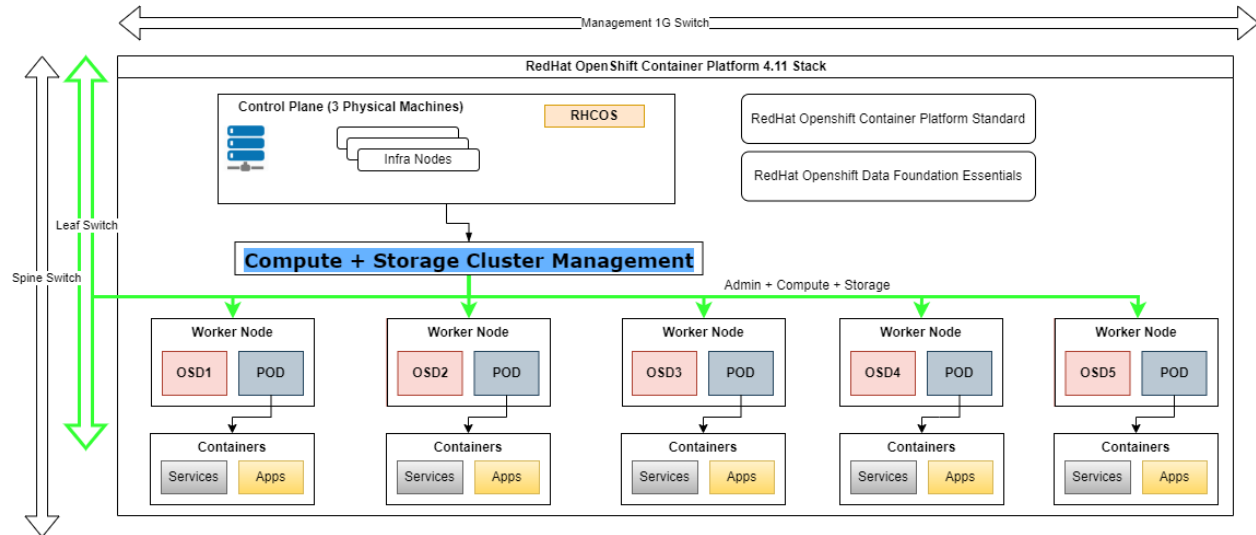 Management 1G Switch
RedHat OpenShift Container Platform 4.11 Stack
Control Plane (3 Physical Machines)
RHCOS
Infra Nodes
RedHat Openshift Container Platform Standard
RedHat Openshift Data Foundation Essentials
Leaf Switch
Spine Switch
Compute + Storage Cluster Management
Admin + Compute + Storage
Worker Node
OSD1
POD
Containers
Services
Apps
Worker Node
OSD2
POD
Containers
Services
Apps
Worker Node
OSD3
POD
Containers
Services
Apps
Worker Node
OSD4
POD
Containers
Services
Apps
Worker Node
OSD5
POD
Containers
Services
Apps